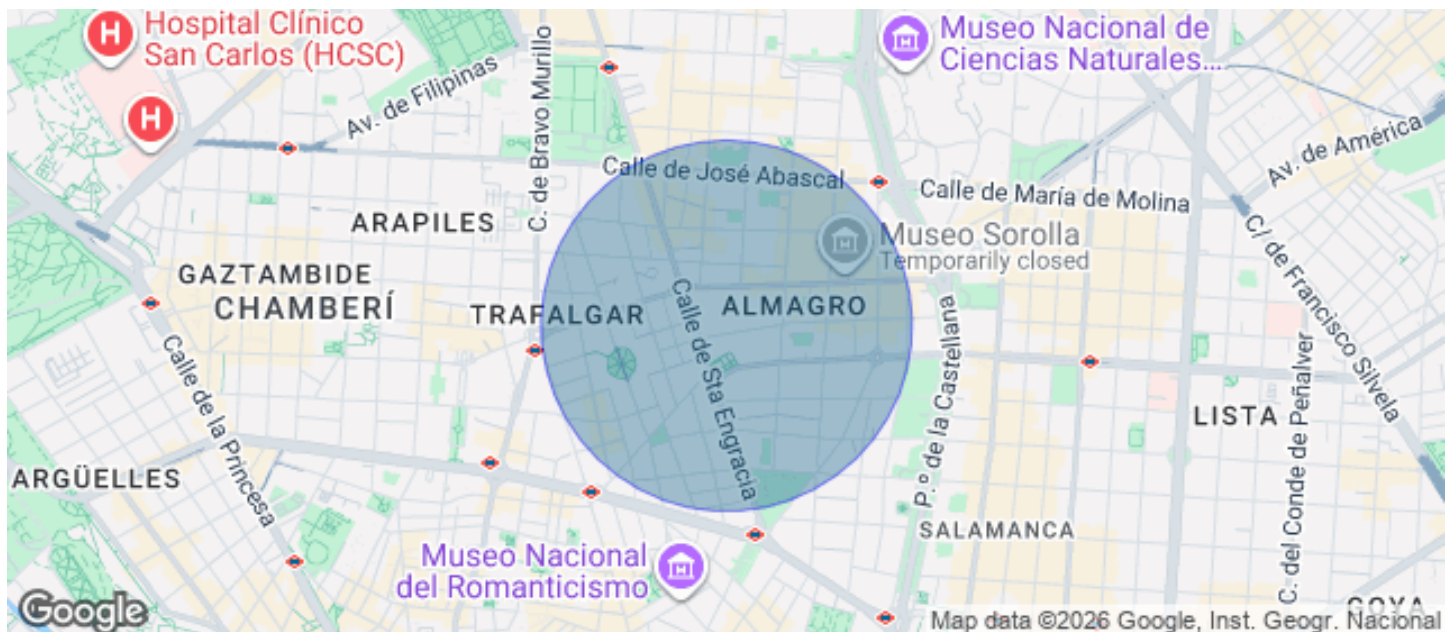 Hospital Clínico
San Carlos (HCSC)
H
H
Museo Nacional de
Ciencias Naturales...
Av. de Filipinas
C. de Bravo Murillo
Av. de América
Calle de José Abascal
Calle de María de Molina
ARAPILES
Museo Sorolla
Temporarily closed
GAZTAMBIDE
CHAMBERÍ
TRAFALGAR
ALMAGRO
Calle de Sta Engracia
Calle de la Princesa
P.º de la Castellana
C/ de Francisco Silvela
C. del Conde de Peñalver
LISTA
ARGÜELLES
SALAMANCA
Museo Nacional
del Romanticismo
GOYA
Google
Map data ©2026 Google, Inst. Geogr. Nacional